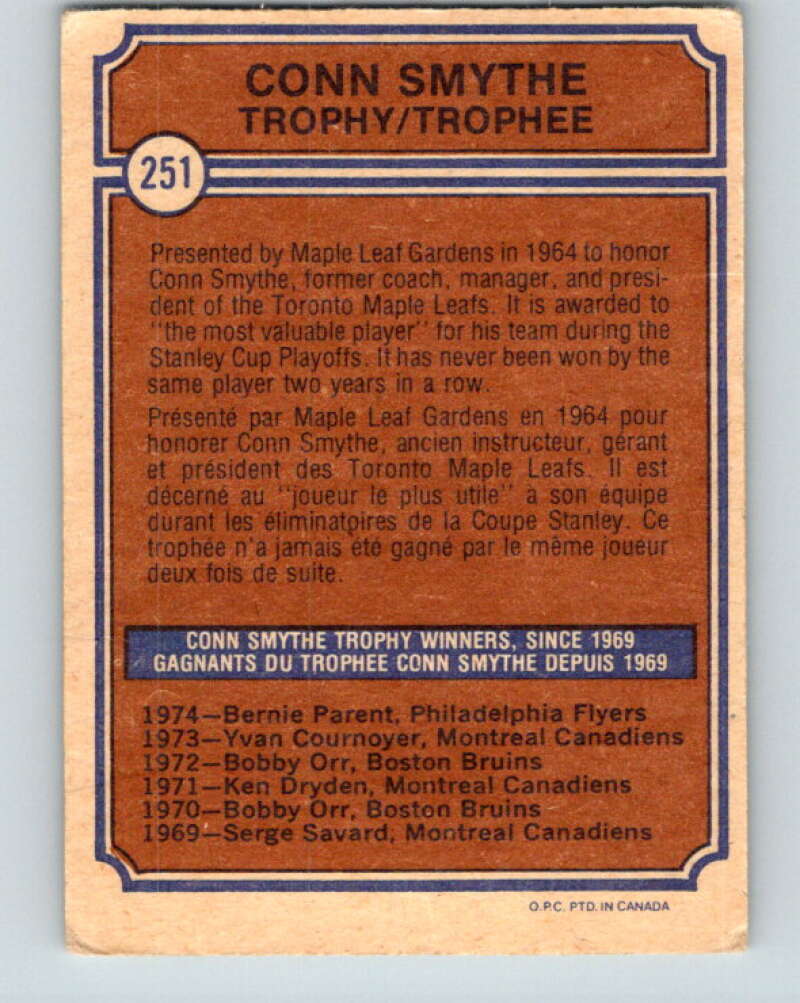 CONN SMYTHE
TROPHY/TROPHEE
251
Presented by Maple Leaf Gardens in 1964 to honor
Conn Smythe, former coach, manager, and presi-
dent of the Toronto Maple Leafs. It is awarded to
"the most valuable player" for his team during the
Stanley Cup Playoffs. It has never been won by the
same player two years in a row.
Présenté par Maple Leaf Gardens en 1964 pour
honorer Conn Smythe, ancien instructeur, gérant
et président des Toronto Maple Leafs. Il est
décerné au "joueur le plus utile" à son équipe
durant les éliminatoires de la Coupe Stanley. Ce
trophée n'a jamais été gagné par le même joueur
deux fois de suite.
CONN SMYTHE TROPHY WINNERS, SINCE 1969
GAGNANTS DU TROPHEE CONN SMYTHE DEPUIS 1969
1974—Bernie Parent, Philadelphia Flyers
1973—Yvan Cournoyer, Montreal Canadiens
1972—Bobby Orr, Boston Bruins
1971—Ken Dryden, Montreal Canadiens
1970—Bobby Orr, Boston Bruins
1969—Serge Savard, Montreal Canadiens
O.P.C. PTD. IN CANADA